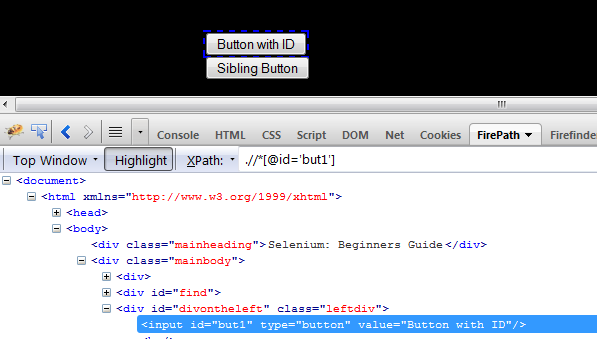 Button with ID
Sibling Button
Console HTML CSS Script DOM Net Cookies FirePath Firefinder
Top Window Highlight XPath: .//*[@id='but1']
<document>
<html xmlns="http://www.w3.org/1999/xhtml">
<head>
<body>
<div class="mainheading">Selenium: Beginners Guide</div>
<div class="mainbody">
<div>
<div id="find">
<div id="divontheleft" class="leftdiv">
<input id="but1" type="button" value="Button with ID"/>